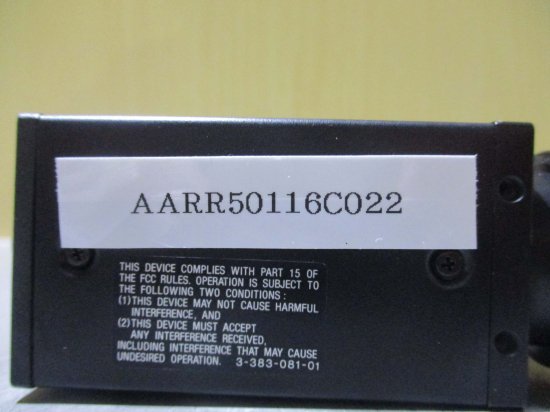 AARR50116C022
THIS DEVICE COMPLIES WITH PART 15 OF
THE FCC RULES. OPERATION IS SUBJECT TO
THE FOLLOWING TWO CONDITIONS :
(1)THIS DEVICE MAY NOT CAUSE HARMFUL
INTERFERENCE, AND
(2)THIS DEVICE MUST ACCEPT
ANY INTERFERENCE RECEIVED,
INCLUDING INTERFERENCE THAT MAY CAUSE
UNDESIRED OPERATION. 3-383-081-01